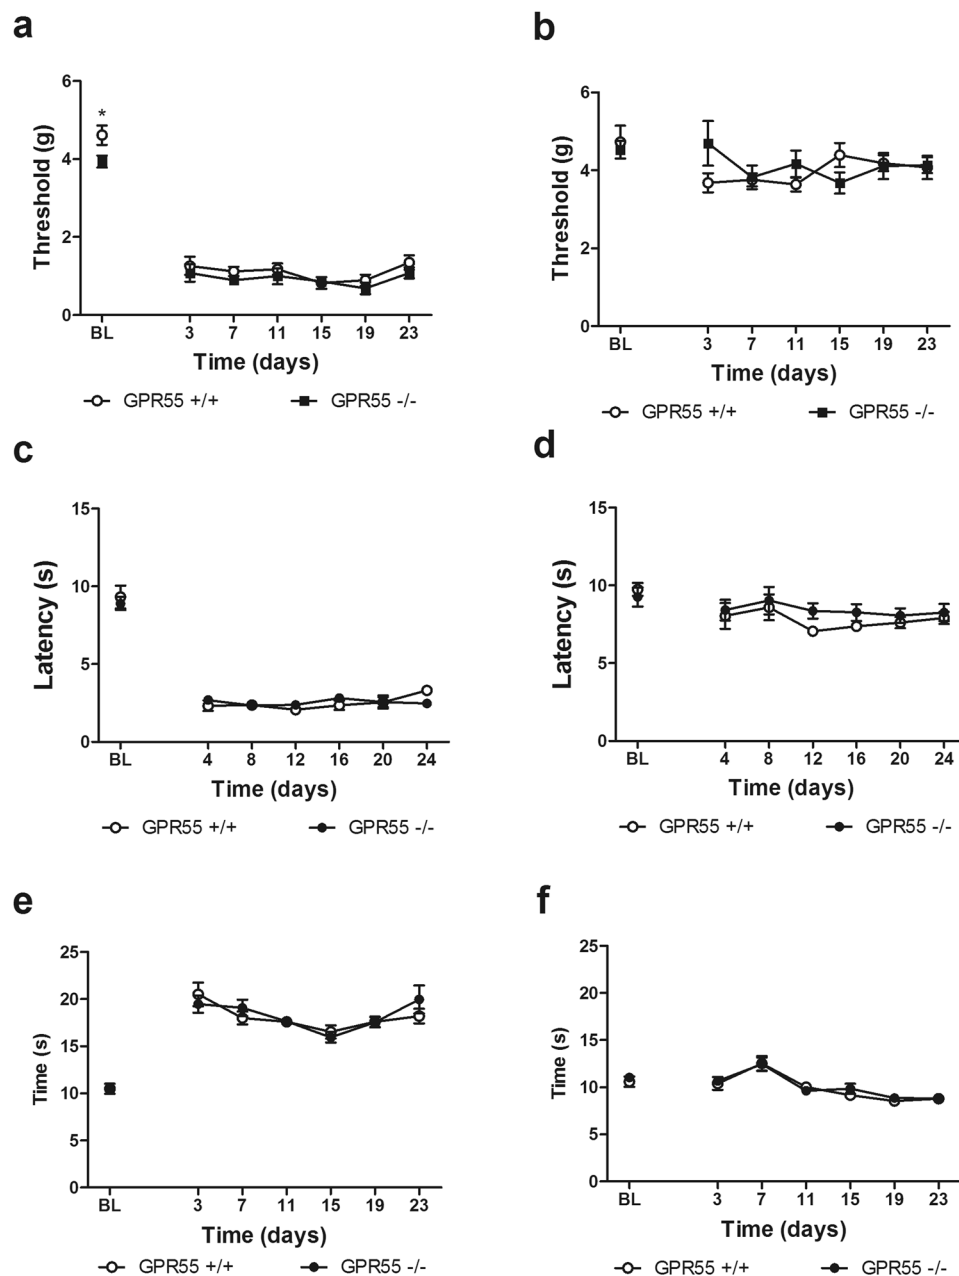 a
6
4
2
0
Threshold (g)
*
BL 3 7 11 15 19 23
Time (days)
GPR55 +/+ GPR55 -/-
b
6
4
2
0
Threshold (g)
BL 3 7 11 15 19 23
Time (days)
GPR55 +/+ GPR55 -/-
c
15
10
5
0
Latency (s)
BL 4 8 12 16 20 24
Time (days)
GPR55 +/+ GPR55 -/-
d
15
10
5
0
Latency (s)
BL 4 8 12 16 20 24
Time (days)
GPR55 +/+ GPR55 -/-
e
25
20
15
10
5
0
Time (s)
BL 3 7 11 15 19 23
Time (days)
GPR55 +/+ GPR55 -/-
f
25
20
15
10
5
0
Time (s)
BL 3 7 11 15 19 23
Time (days)
GPR55 +/+ GPR55 -/-